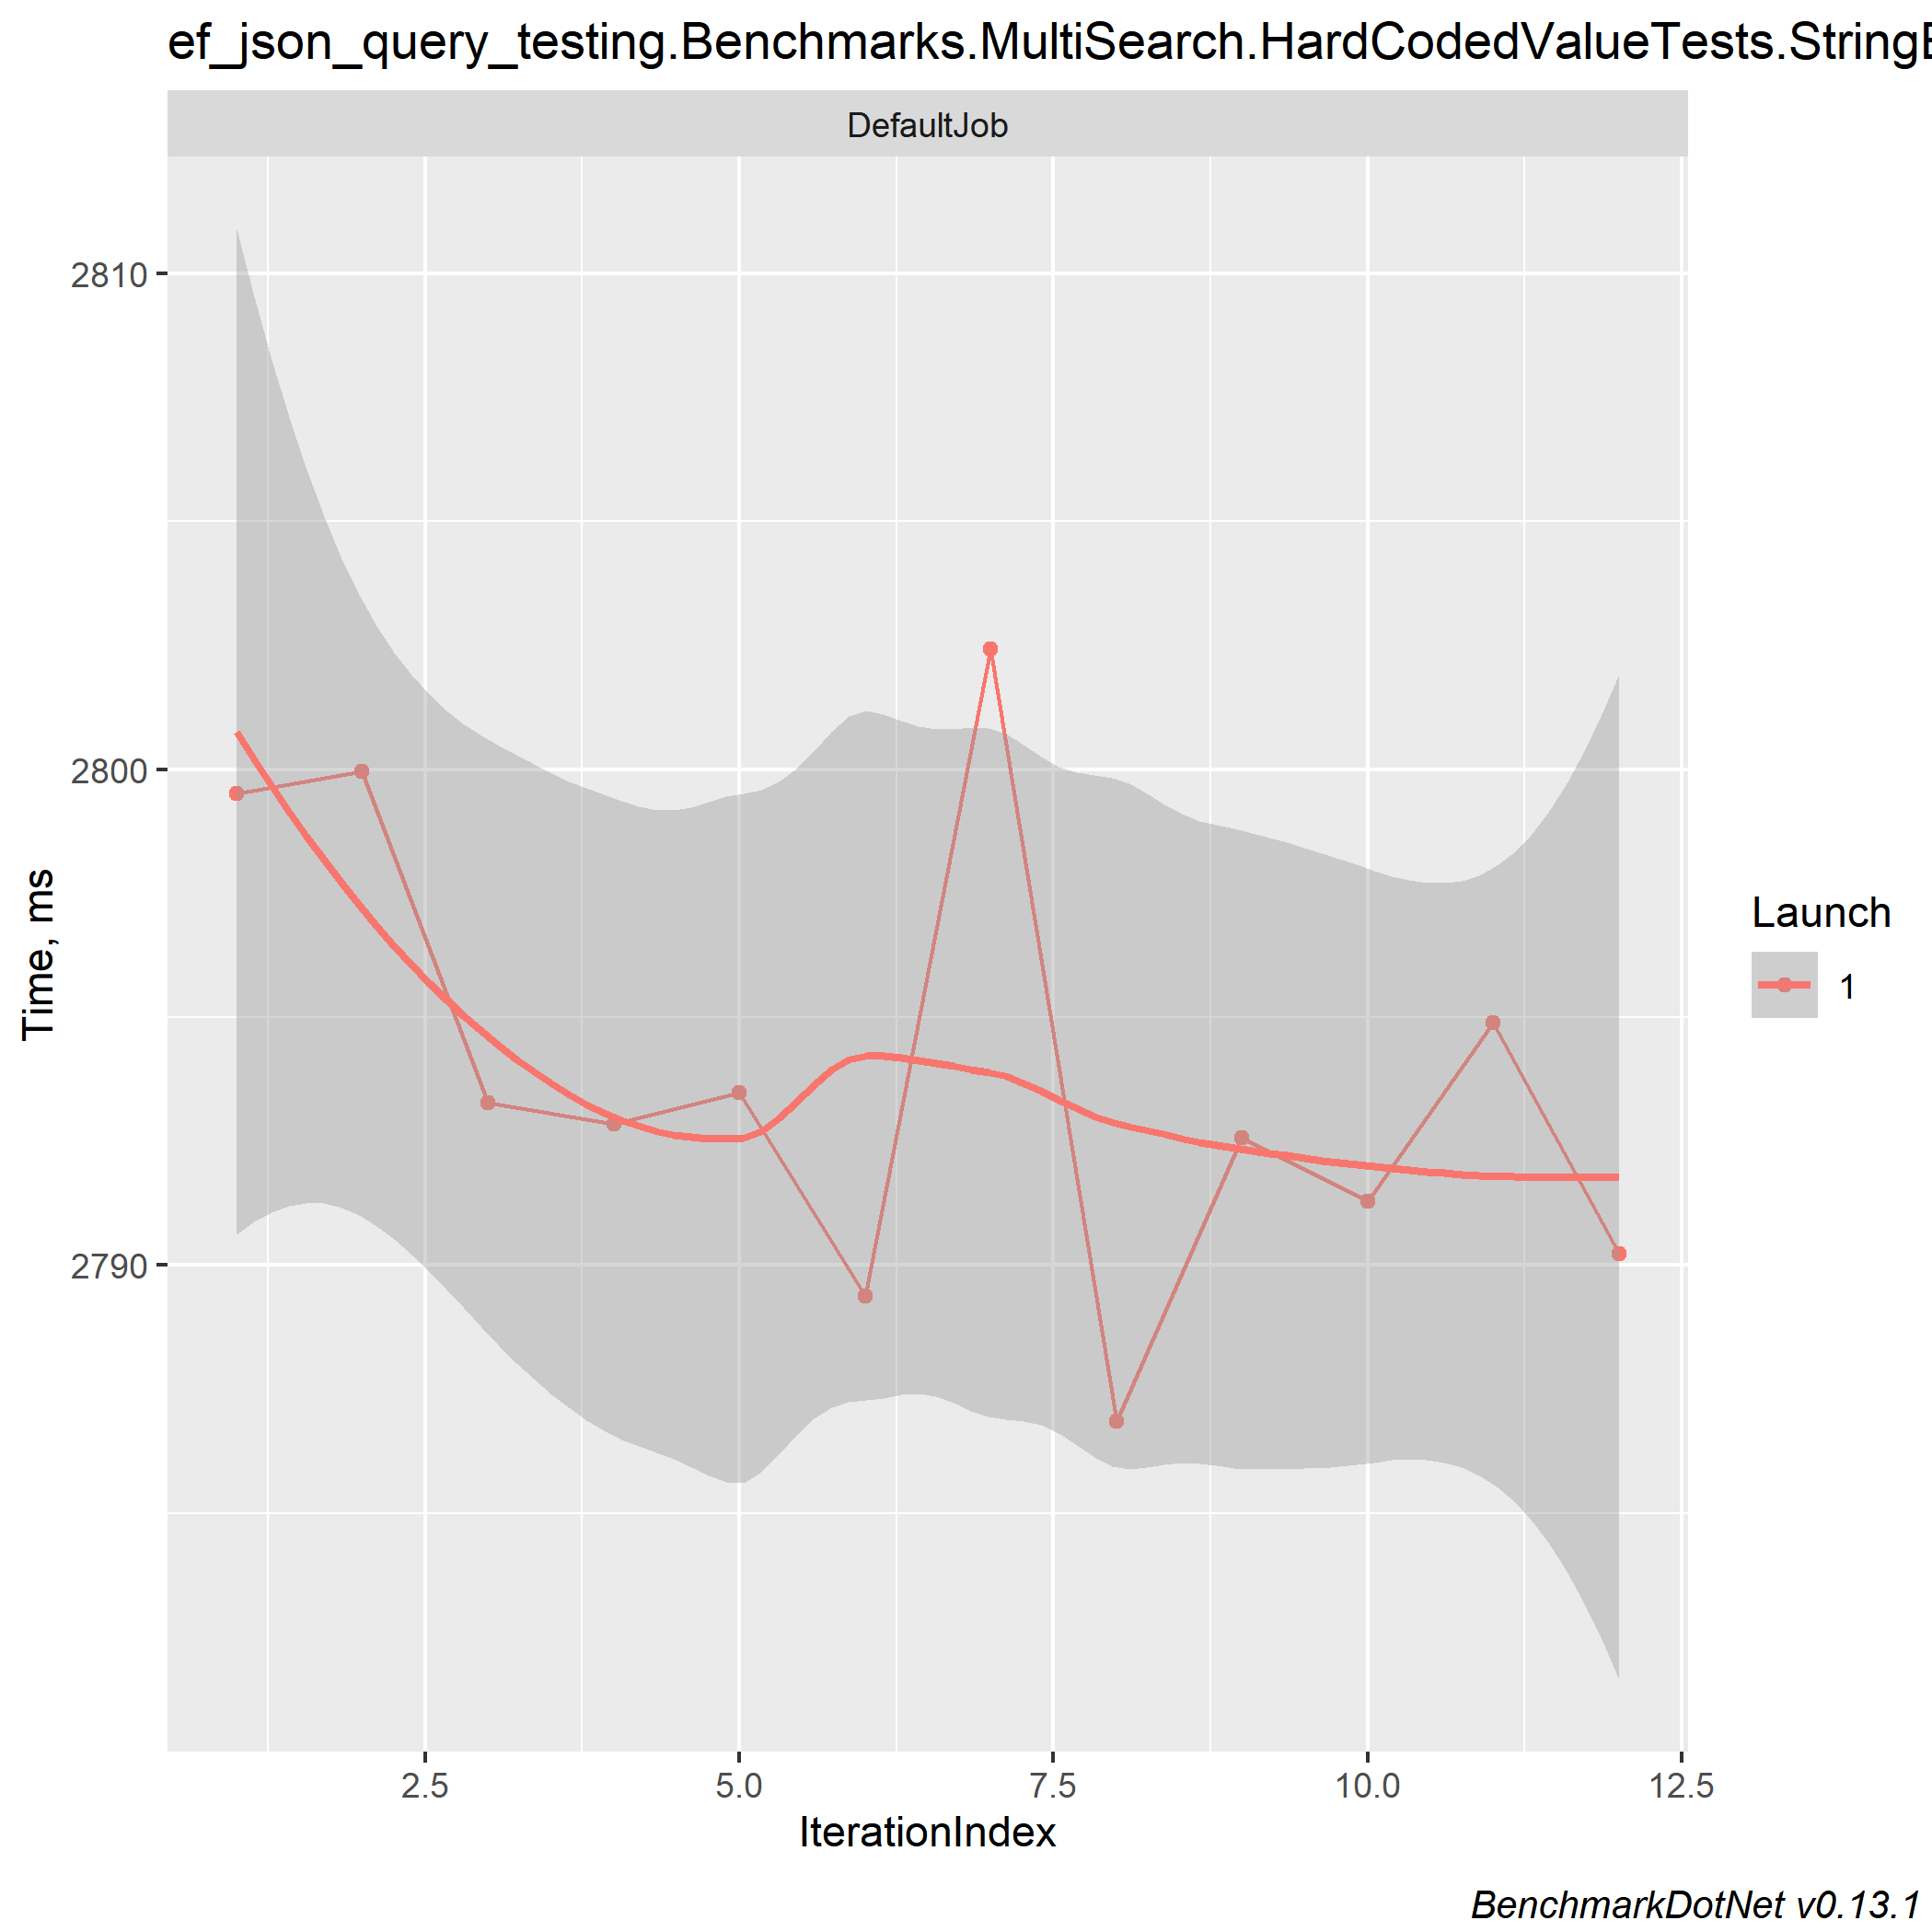 ef_json_query_testing.Benchmarks.MultiSearch.HardCodedValueTests.String
DefaultJob
2810
2800
2790
Time, ms
2.5
5.0
7.5
10.0
12.5
IterationIndex
Launch
1
BenchmarkDotNet v0.13.1